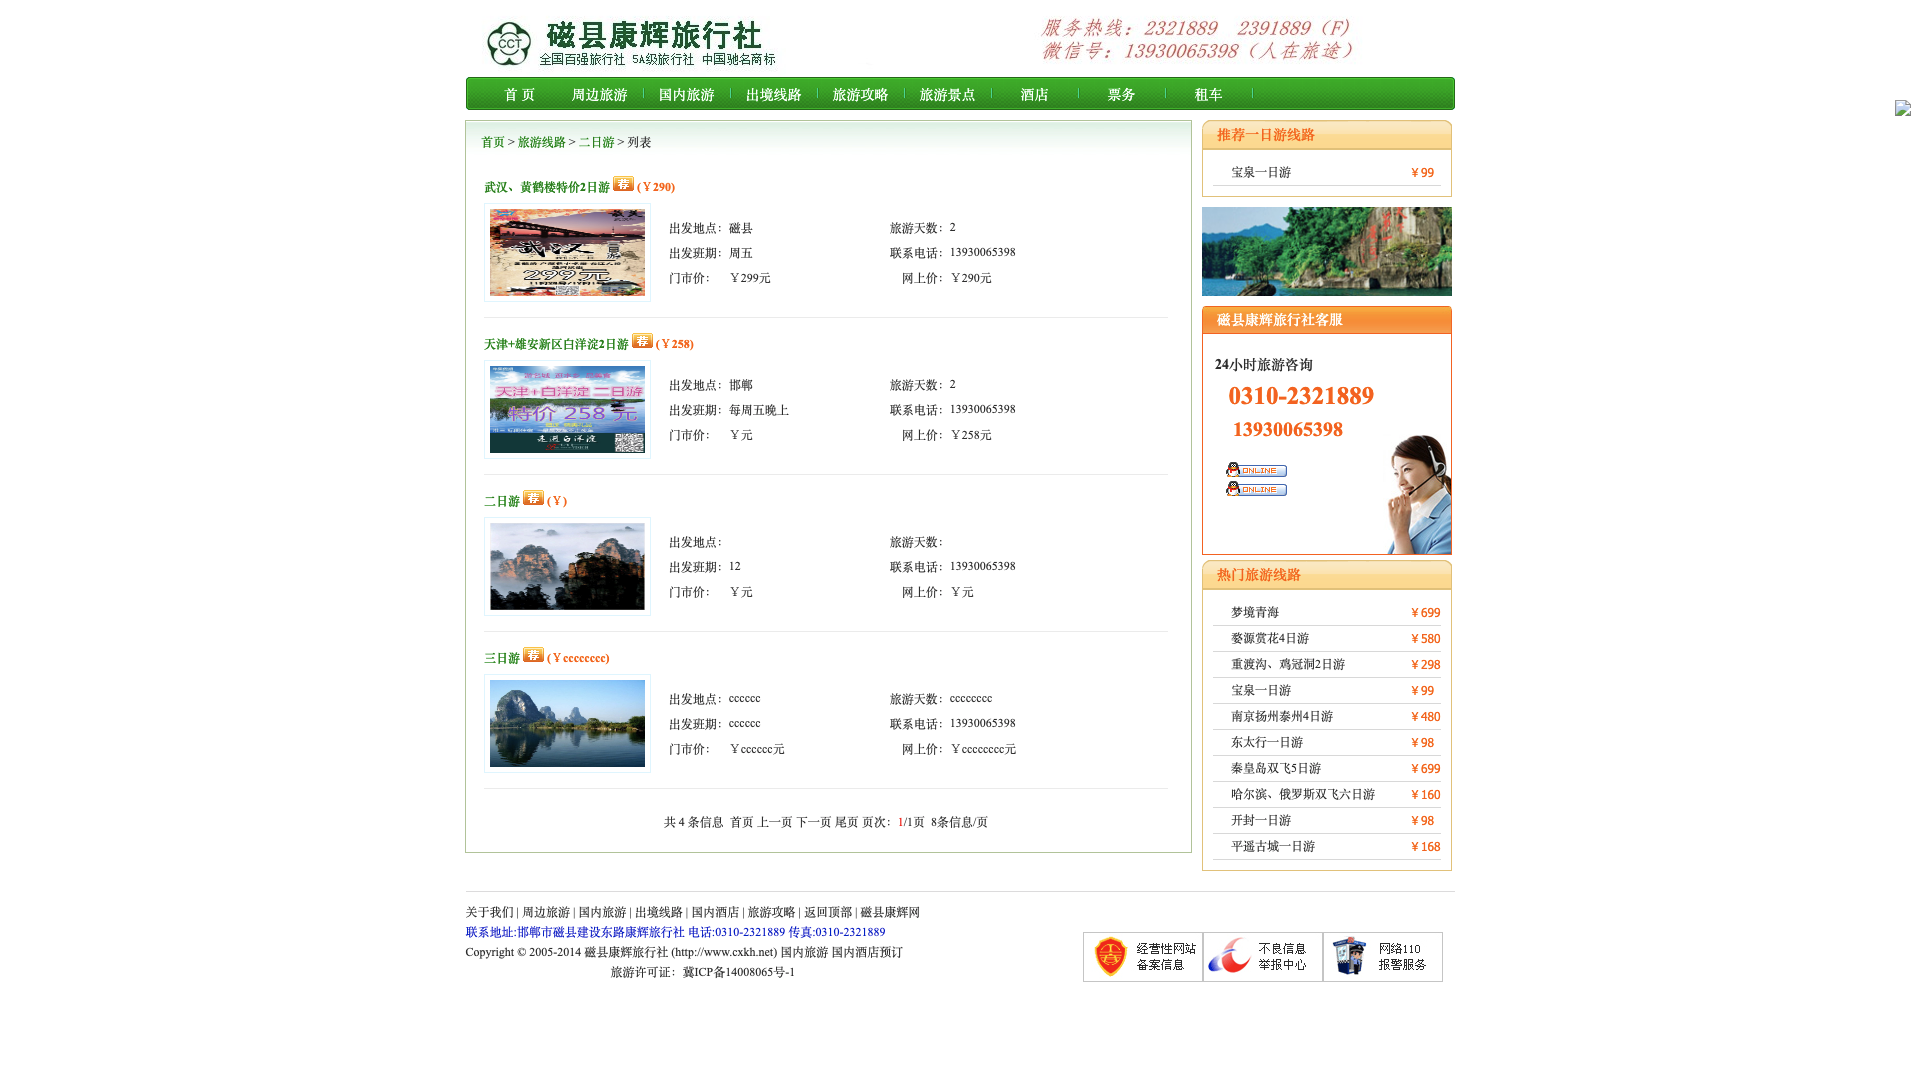 CCT 磁县康辉旅行社
全国百强旅行社 5A级旅行社 中国驰名商标
服务热线：2321889 2391889（F）
微信号：13930065398（人在旅途）
首 页 周边旅游 国内旅游 出境线路 旅游攻略 旅游景点 酒店 票务 租车
首页 > 旅游线路 > 二日游 > 列表
武汉、黄鹤楼特价2日游 荐 (￥290)
武汉
299元
出发地点：磁县 旅游天数：2
出发班期：周五 联系电话：13930065398
门市价： ￥299元 网上价：￥290元
天津+雄安新区白洋淀2日游 荐 (￥258)
天津+白洋淀 二日游
特价 258 元
走进白洋淀
出发地点：邯郸 旅游天数：2
出发班期：每周五晚上 联系电话：13930065398
门市价： ￥元 网上价：￥258元
二日游 荐 (￥)
出发地点： 旅游天数：
出发班期：12 联系电话：13930065398
门市价： ￥元 网上价：￥元
三日游 荐 (￥cccccccc)
出发地点：cccccc 旅游天数：cccccccc
出发班期：cccccc 联系电话：13930065398
门市价： ￥cccccc元 网上价：￥cccccccc元
共 4 条信息 首页 上一页 下一页 尾页 页次：1/1页 8条信息/页
推荐一日游线路
宝泉一日游 ￥99
磁县康辉旅行社客服
24小时旅游咨询
0310-2321889
13930065398
ONLINE
ONLINE
热门旅游线路
梦境青海 ￥699
婺源赏花4日游 ￥580
重渡沟、鸡冠洞2日游 ￥298
宝泉一日游 ￥99
南京扬州泰州4日游 ￥480
东太行一日游 ￥98
秦皇岛双飞5日游 ￥699
哈尔滨、俄罗斯双飞六日游 ￥160
开封一日游 ￥98
平遥古城一日游 ￥168
关于我们 | 周边旅游 | 国内旅游 | 出境线路 | 国内酒店 | 旅游攻略 | 返回顶部 | 磁县康辉网
联系地址:邯郸市磁县建设东路康辉旅行社 电话:0310-2321889 传真:0310-2321889
Copyright © 2005-2014 磁县康辉旅行社 (http://www.cxkh.net) 国内旅游 国内酒店预订
旅游许可证：冀ICP备14008065号-1
经营性网站
备案信息
不良信息
举报中心
网络110
报警服务